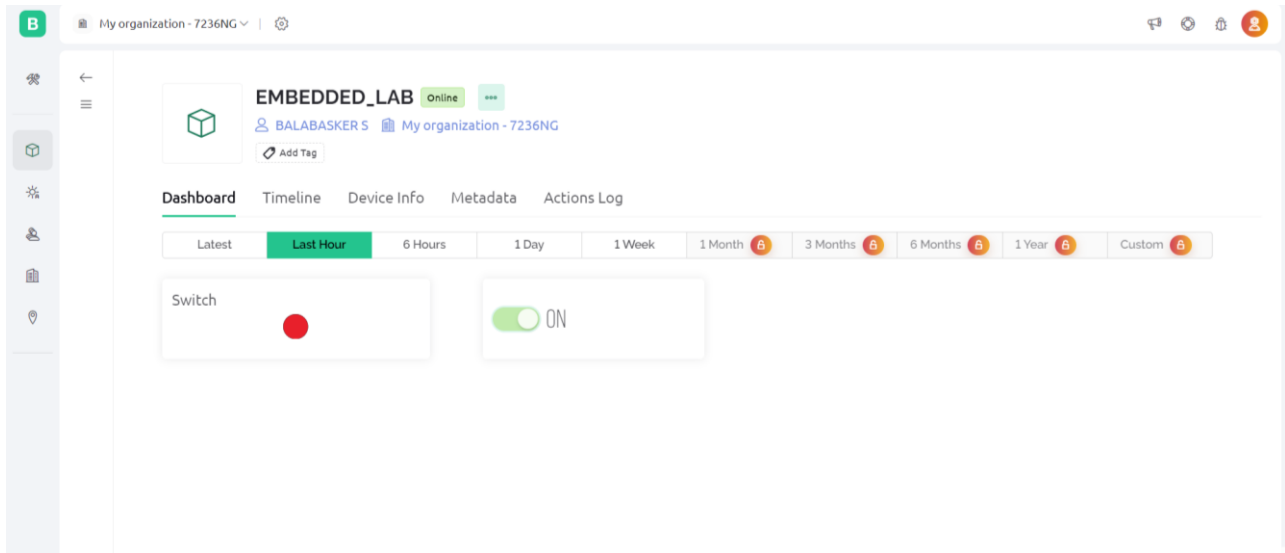 B
My organization - 7236NG
EMBEDDED_LAB Online
BALABASKER S My organization - 7236NG
Add Tag
Dashboard Timeline Device Info Metadata Actions Log
Latest Last Hour 6 Hours 1 Day 1 Week 1 Month 3 Months 6 Months 1 Year Custom
Switch
ON